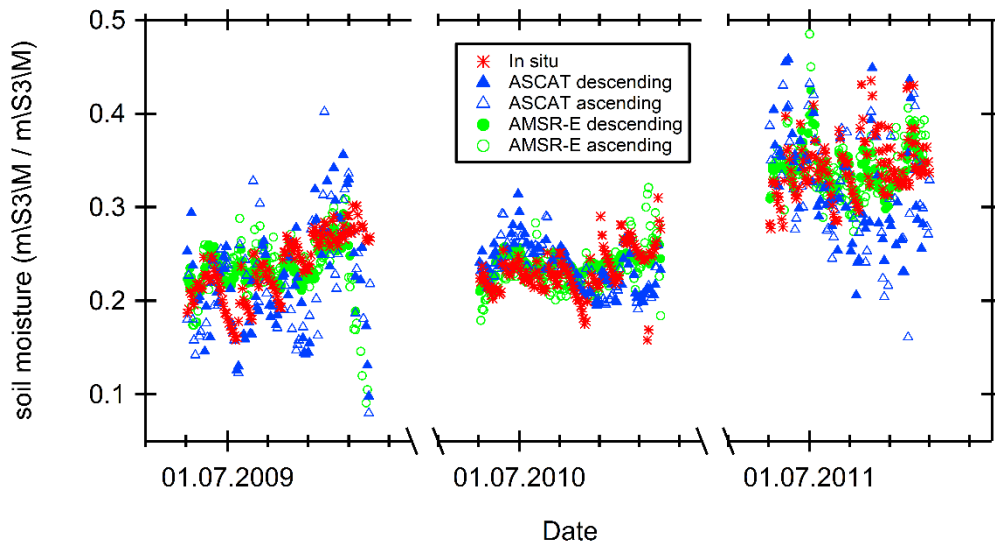 0.5
0.4
0.3
0.2
0.1
soil moisture (m\S3\M / m\S3\M)
In situ
ASCAT descending
ASCAT ascending
AMSR-E descending
AMSR-E ascending
01.07.2009
01.07.2010
01.07.2011
Date